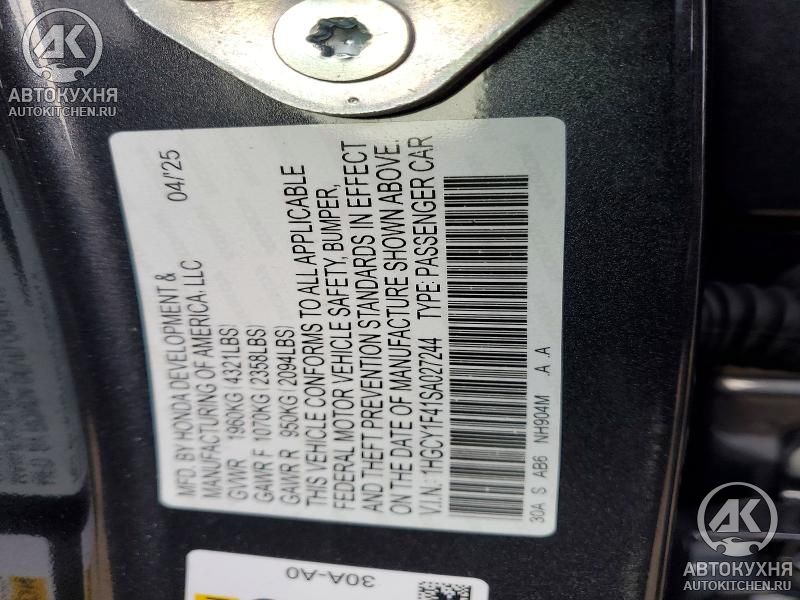 АВТОКУХНЯ
AUTOKITCHEN.RU
MFD. BY HONDA DEVELOPMENT & 04/'25
MANUFACTURING OF AMERICA, LLC
GVWR 1960KG(4321LBS)
GAWR F 1070KG(2358LBS)
GAWR R 950KG(2094LBS)
THIS VEHICLE CONFORMS TO ALL APPLICABLE
FEDERAL MOTOR VEHICLE SAFETY, BUMPER,
AND THEFT PREVENTION STANDARDS IN EFFECT
ON THE DATE OF MANUFACTURE SHOWN ABOVE.
V.I.N.: 1HGCY1F41SA027244 TYPE: PASSENGER CAR
30A S AB6 NH904M A A
30A-A0
АВТОКУХНЯ
AUTOKITCHEN.RU